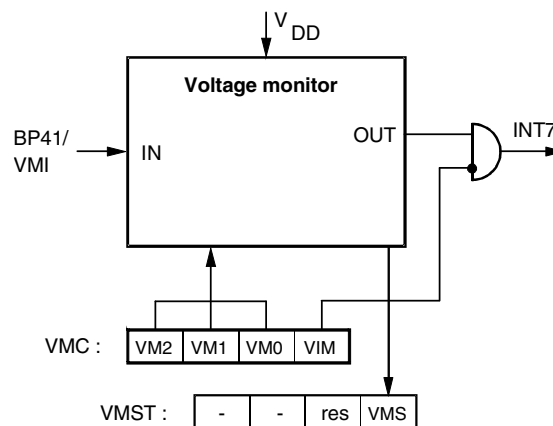 V DD
Voltage monitor
BP41/
VMI
IN
OUT
INT7
VMC : VM2 VM1 VM0 VIM
VMST : - - res VMS